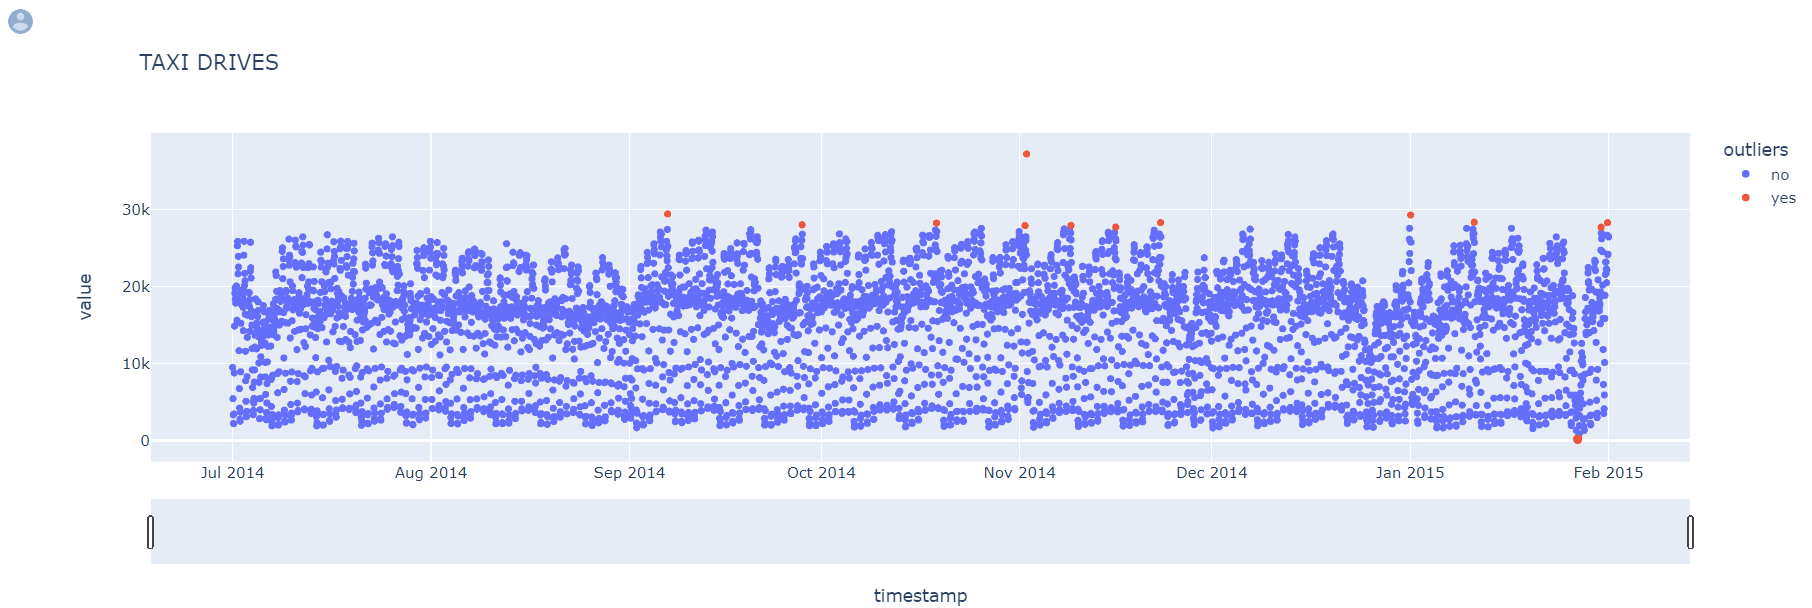 TAXI DRIVES
outliers
no
yes
value
30k
20k
10k
0
Jul 2014
Aug 2014
Sep 2014
Oct 2014
Nov 2014
Dec 2014
Jan 2015
Feb 2015
timestamp